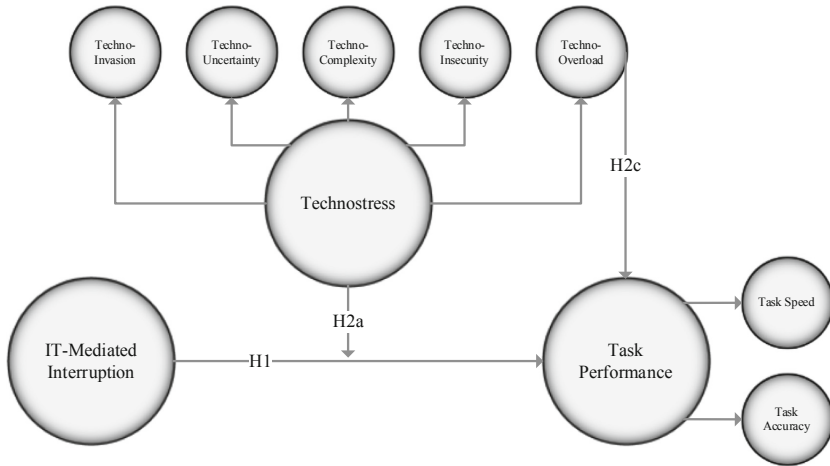 Techno-
Invasion
Techno-
Uncertainty
Techno-
Complexity
Techno-
Insecurity
Techno-
Overload
H2c
Technostress
Task Speed
H2a
IT-Mediated
Interruption
H1
Task
Performance
Task
Accuracy